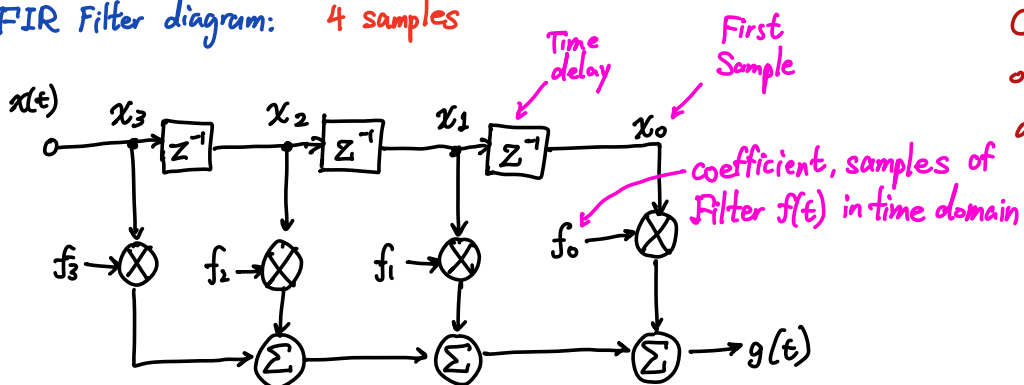 FIR Filter diagram: 4 samples
Time
delay
First
Sample
x(t)
x₃
x₂
x₁
x₀
z⁻¹
z⁻¹
z⁻¹
coefficient, samples of
Filter f(t) in time domain
f₃
f₂
f₁
f₀
Σ
Σ
Σ
g(t)